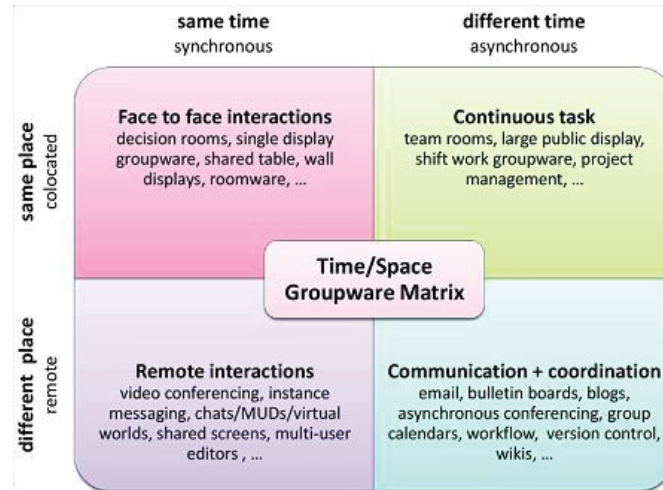 same time
synchronous
different time
asynchronous
same place
colocated
Face to face interactions
decision rooms, single display
groupware, shared table, wall
displays, roomware, ...
Continuous task
team rooms, large public display,
shift work groupware, project
management, ...
Time/Space
Groupware Matrix
different place
remote
Remote interactions
video conferencing, instance
messaging, chats/MUDs/virtual
worlds, shared screens, multi-user
editors , ...
Communication + coordination
email, bulletin boards, blogs,
asynchronous conferencing, group
calendars, workflow, version control,
wikis, ...